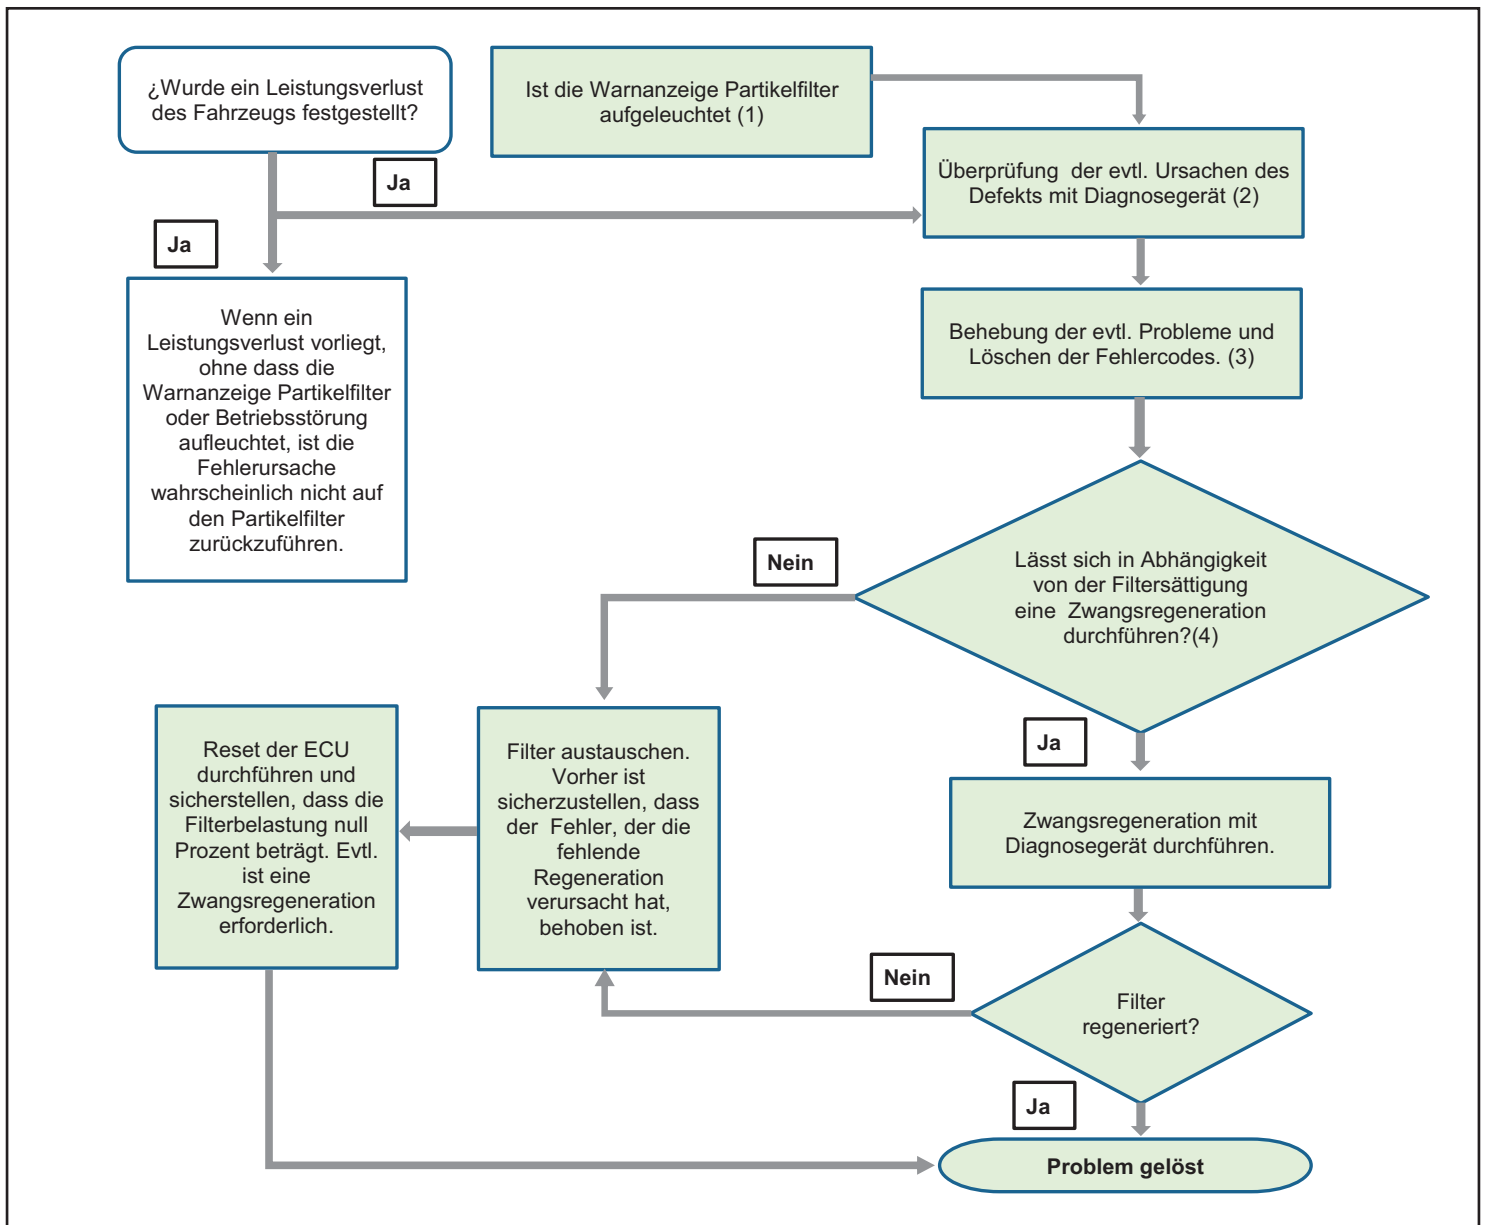 ¿Wurde ein Leistungsverlust
des Fahrzeugs festgestellt?
Ist die Warnanzeige Partikelfilter
aufgeleuchtet (1)
Ja
Überprüfung der evtl. Ursachen des
Defekts mit Diagnosegerät (2)
Ja
Wenn ein
Leistungsverlust vorliegt,
ohne dass die
Warnanzeige Partikelfilter
oder Betriebsstörung
aufleuchtet, ist die
Fehlerursache
wahrscheinlich nicht auf
den Partikelfilter
zurückzuführen.
Behebung der evtl. Probleme und
Löschen der Fehlercodes. (3)
Nein
Lässt sich in Abhängigkeit
von der Filtersättigung
eine Zwangsregeneration
durchführen?(4)
Reset der ECU
durchführen und
sicherstellen, dass die
Filterbelastung null
Prozent beträgt. Evtl.
ist eine
Zwangsregeneration
erforderlich.
Filter austauschen.
Vorher ist
sicherzustellen, dass
der Fehler, der die
fehlende
Regeneration
verursacht hat,
behoben ist.
Ja
Zwangsregeneration mit
Diagnosegerät durchführen.
Nein
Filter
regeneriert?
Ja
Problem gelöst